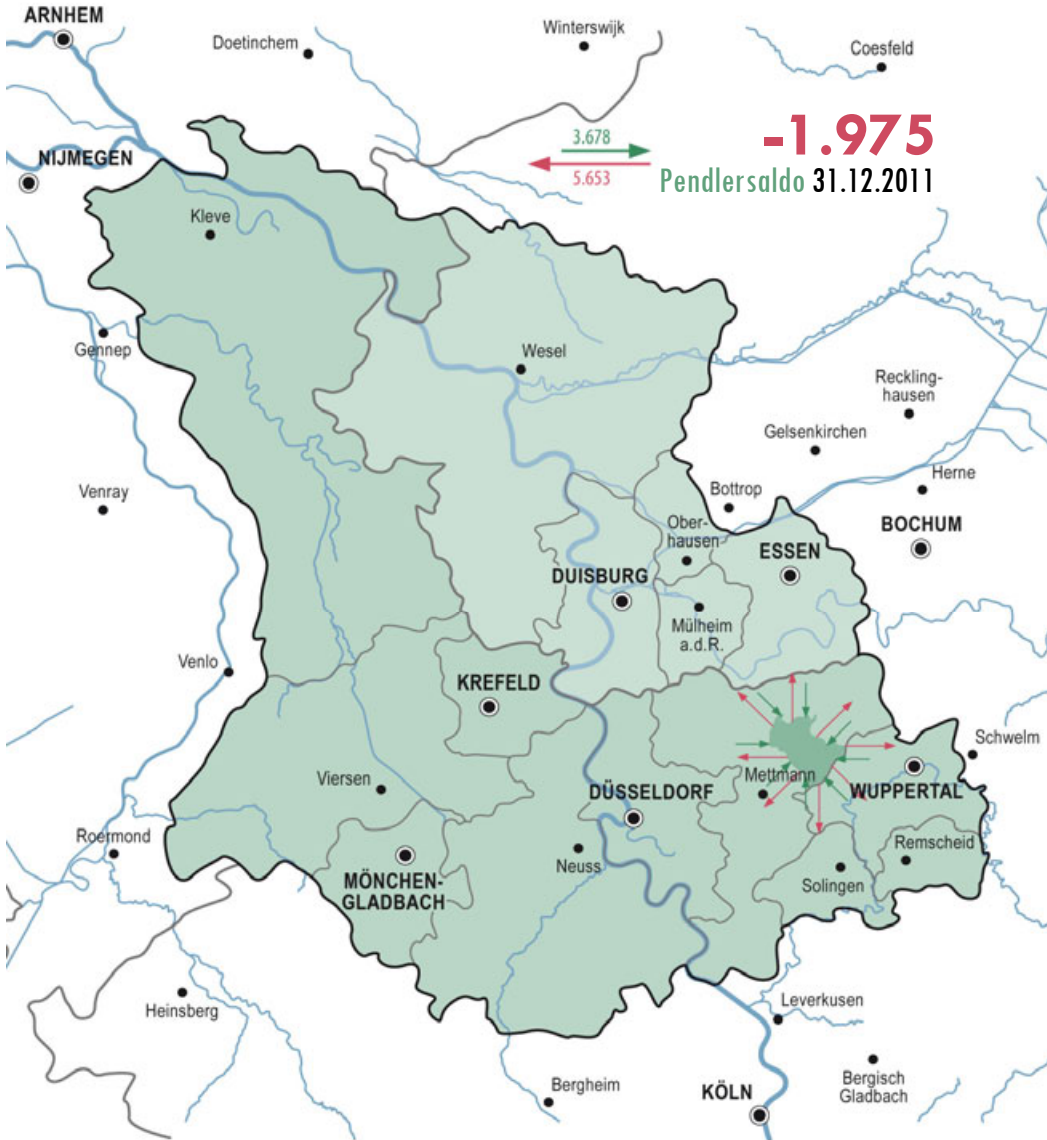 ARNHEM
Doetinchem
Winterswijk
Coesfeld
3.678
-1.975
5.653
Pendlersaldo 31.12.2011
NIJMEGEN
Kleve
Gennep
Wesel
Reckling-
hausen
Gelsenkirchen
Herne
Venray
Bottrop
BOCHUM
Ober-
hausen
ESSEN
DUISBURG
Mülheim
a.d.R.
Venlo
KREFELD
Schwelm
Viersen
Mettmann
DÜSSELDORF
WUPPERTAL
Roermond
Remscheid
Neuss
Solingen
MÖNCHEN-
GLADBACH
Heinsberg
Leverkusen
Bergheim
KÖLN
Bergisch
Gladbach